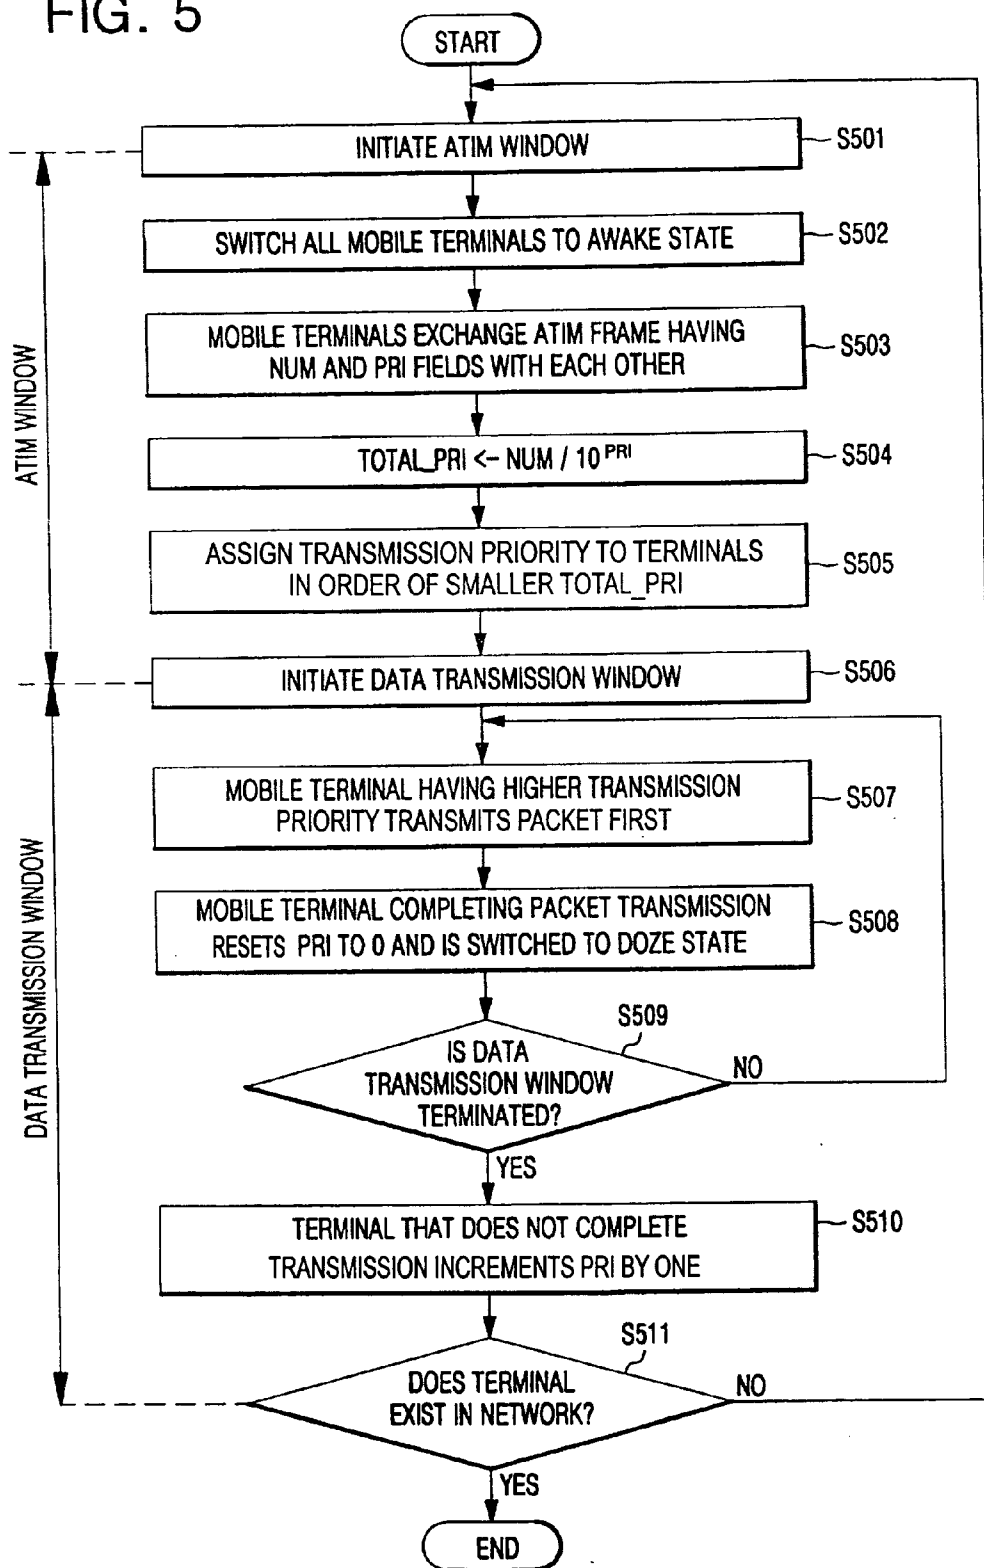 FIG. 5
START
INITIATE ATIM WINDOW
S501
SWITCH ALL MOBILE TERMINALS TO AWAKE STATE
S502
MOBILE TERMINALS EXCHANGE ATIM FRAME HAVING
NUM AND PRI FIELDS WITH EACH OTHER
S503
ATIM WINDOW
TOTAL_PRI <- NUM / 10^PRI
S504
ASSIGN TRANSMISSION PRIORITY TO TERMINALS
IN ORDER OF SMALLER TOTAL_PRI
S505
INITIATE DATA TRANSMISSION WINDOW
S506
MOBILE TERMINAL HAVING HIGHER TRANSMISSION
PRIORITY TRANSMITS PACKET FIRST
S507
DATA TRANSMISSION WINDOW
MOBILE TERMINAL COMPLETING PACKET TRANSMISSION
RESETS PRI TO 0 AND IS SWITCHED TO DOZE STATE
S508
S509
IS DATA
TRANSMISSION WINDOW
TERMINATED?
NO
YES
TERMINAL THAT DOES NOT COMPLETE
TRANSMISSION INCREMENTS PRI BY ONE
S510
S511
DOES TERMINAL
EXIST IN NETWORK?
NO
YES
END